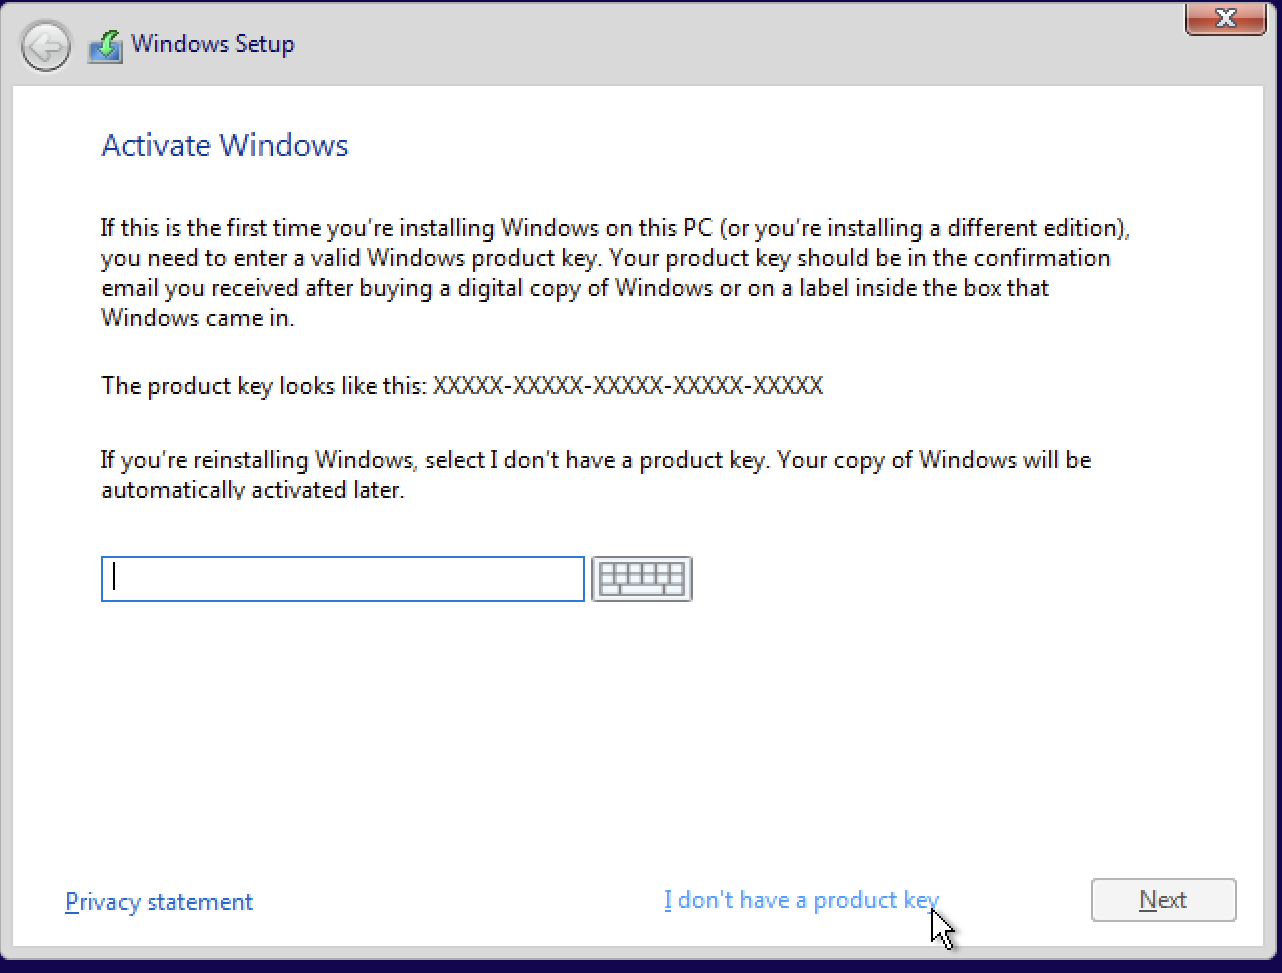 Windows Setup
Activate Windows
If this is the first time you're installing Windows on this PC (or you're installing a different edition),
you need to enter a valid Windows product key. Your product key should be in the confirmation
email you received after buying a digital copy of Windows or on a label inside the box that
Windows came in.
The product key looks like this: XXXXX-XXXXX-XXXXX-XXXXX-XXXXX
If you're reinstalling Windows, select I don't have a product key. Your copy of Windows will be
automatically activated later.
Privacy statement
I don't have a product key
Next